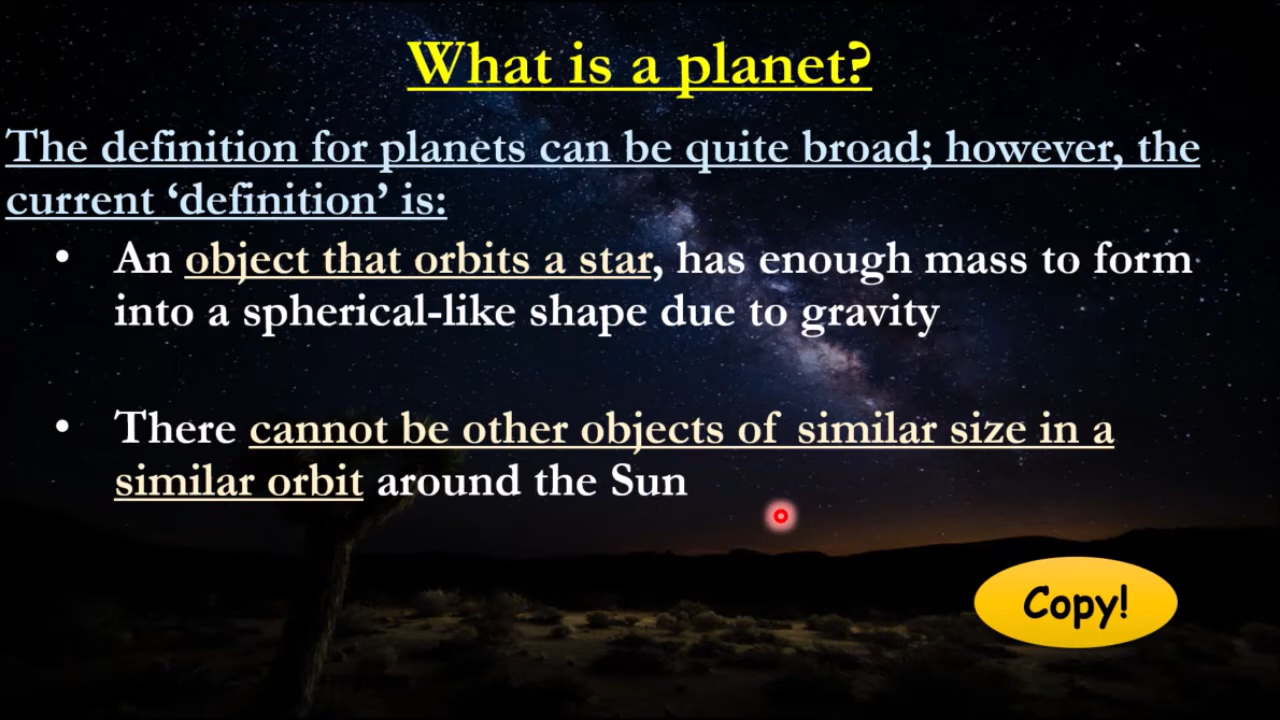 What is a planet?
The definition for planets can be quite broad; however, the
current ‘definition’ is:
• An object that orbits a star, has enough mass to form
into a spherical-like shape due to gravity
• There cannot be other objects of similar size in a
similar orbit around the Sun
Copy!